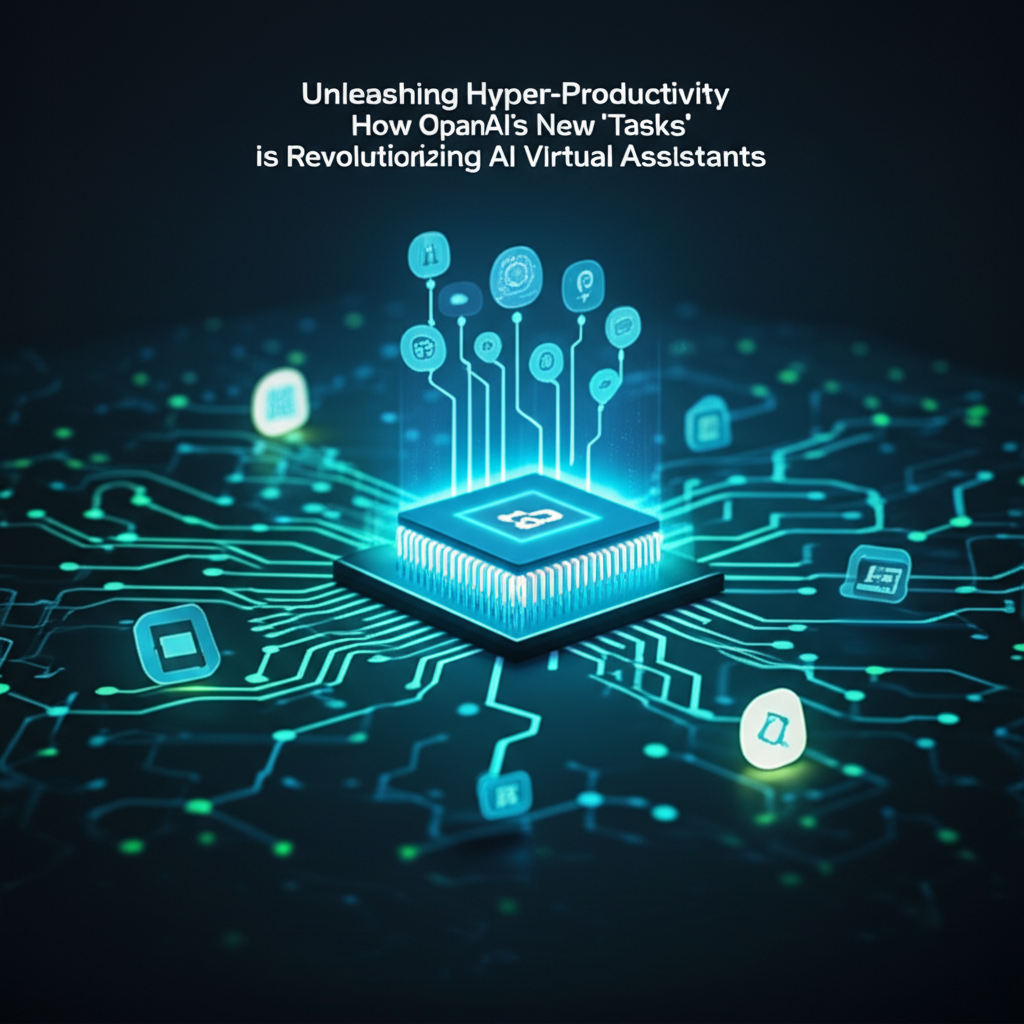 Unleashing Hyper-Productivity
How OpanAI's New 'Tasks'
is Revolutiorizing AI Virtual Assistants